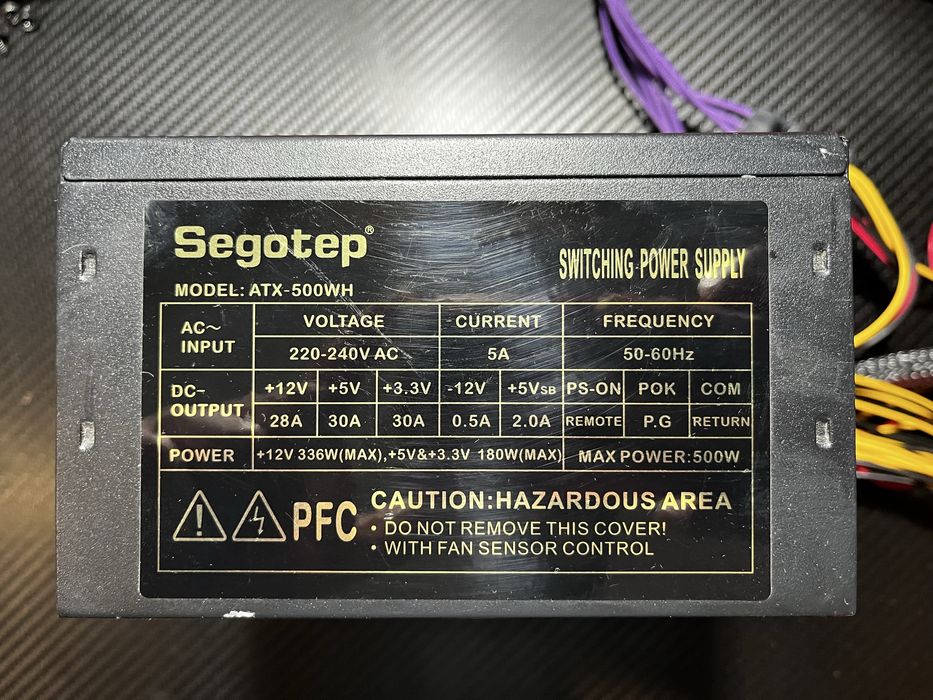 Segotep®
SWITCHING POWER SUPPLY
MODEL: ATX-500WH
AC~ INPUT
VOLTAGE CURRENT FREQUENCY
220-240V AC 5A 50-60Hz
DC- OUTPUT
+12V +5V +3.3V -12V +5VSB PS-ON POK COM
28A 30A 30A 0.5A 2.0A REMOTE P.G RETURN
POWER +12V 336W(MAX),+5V&+3.3V 180W(MAX) MAX POWER:500W
PFC
CAUTION:HAZARDOUS AREA
• DO NOT REMOVE THIS COVER!
• WITH FAN SENSOR CONTROL